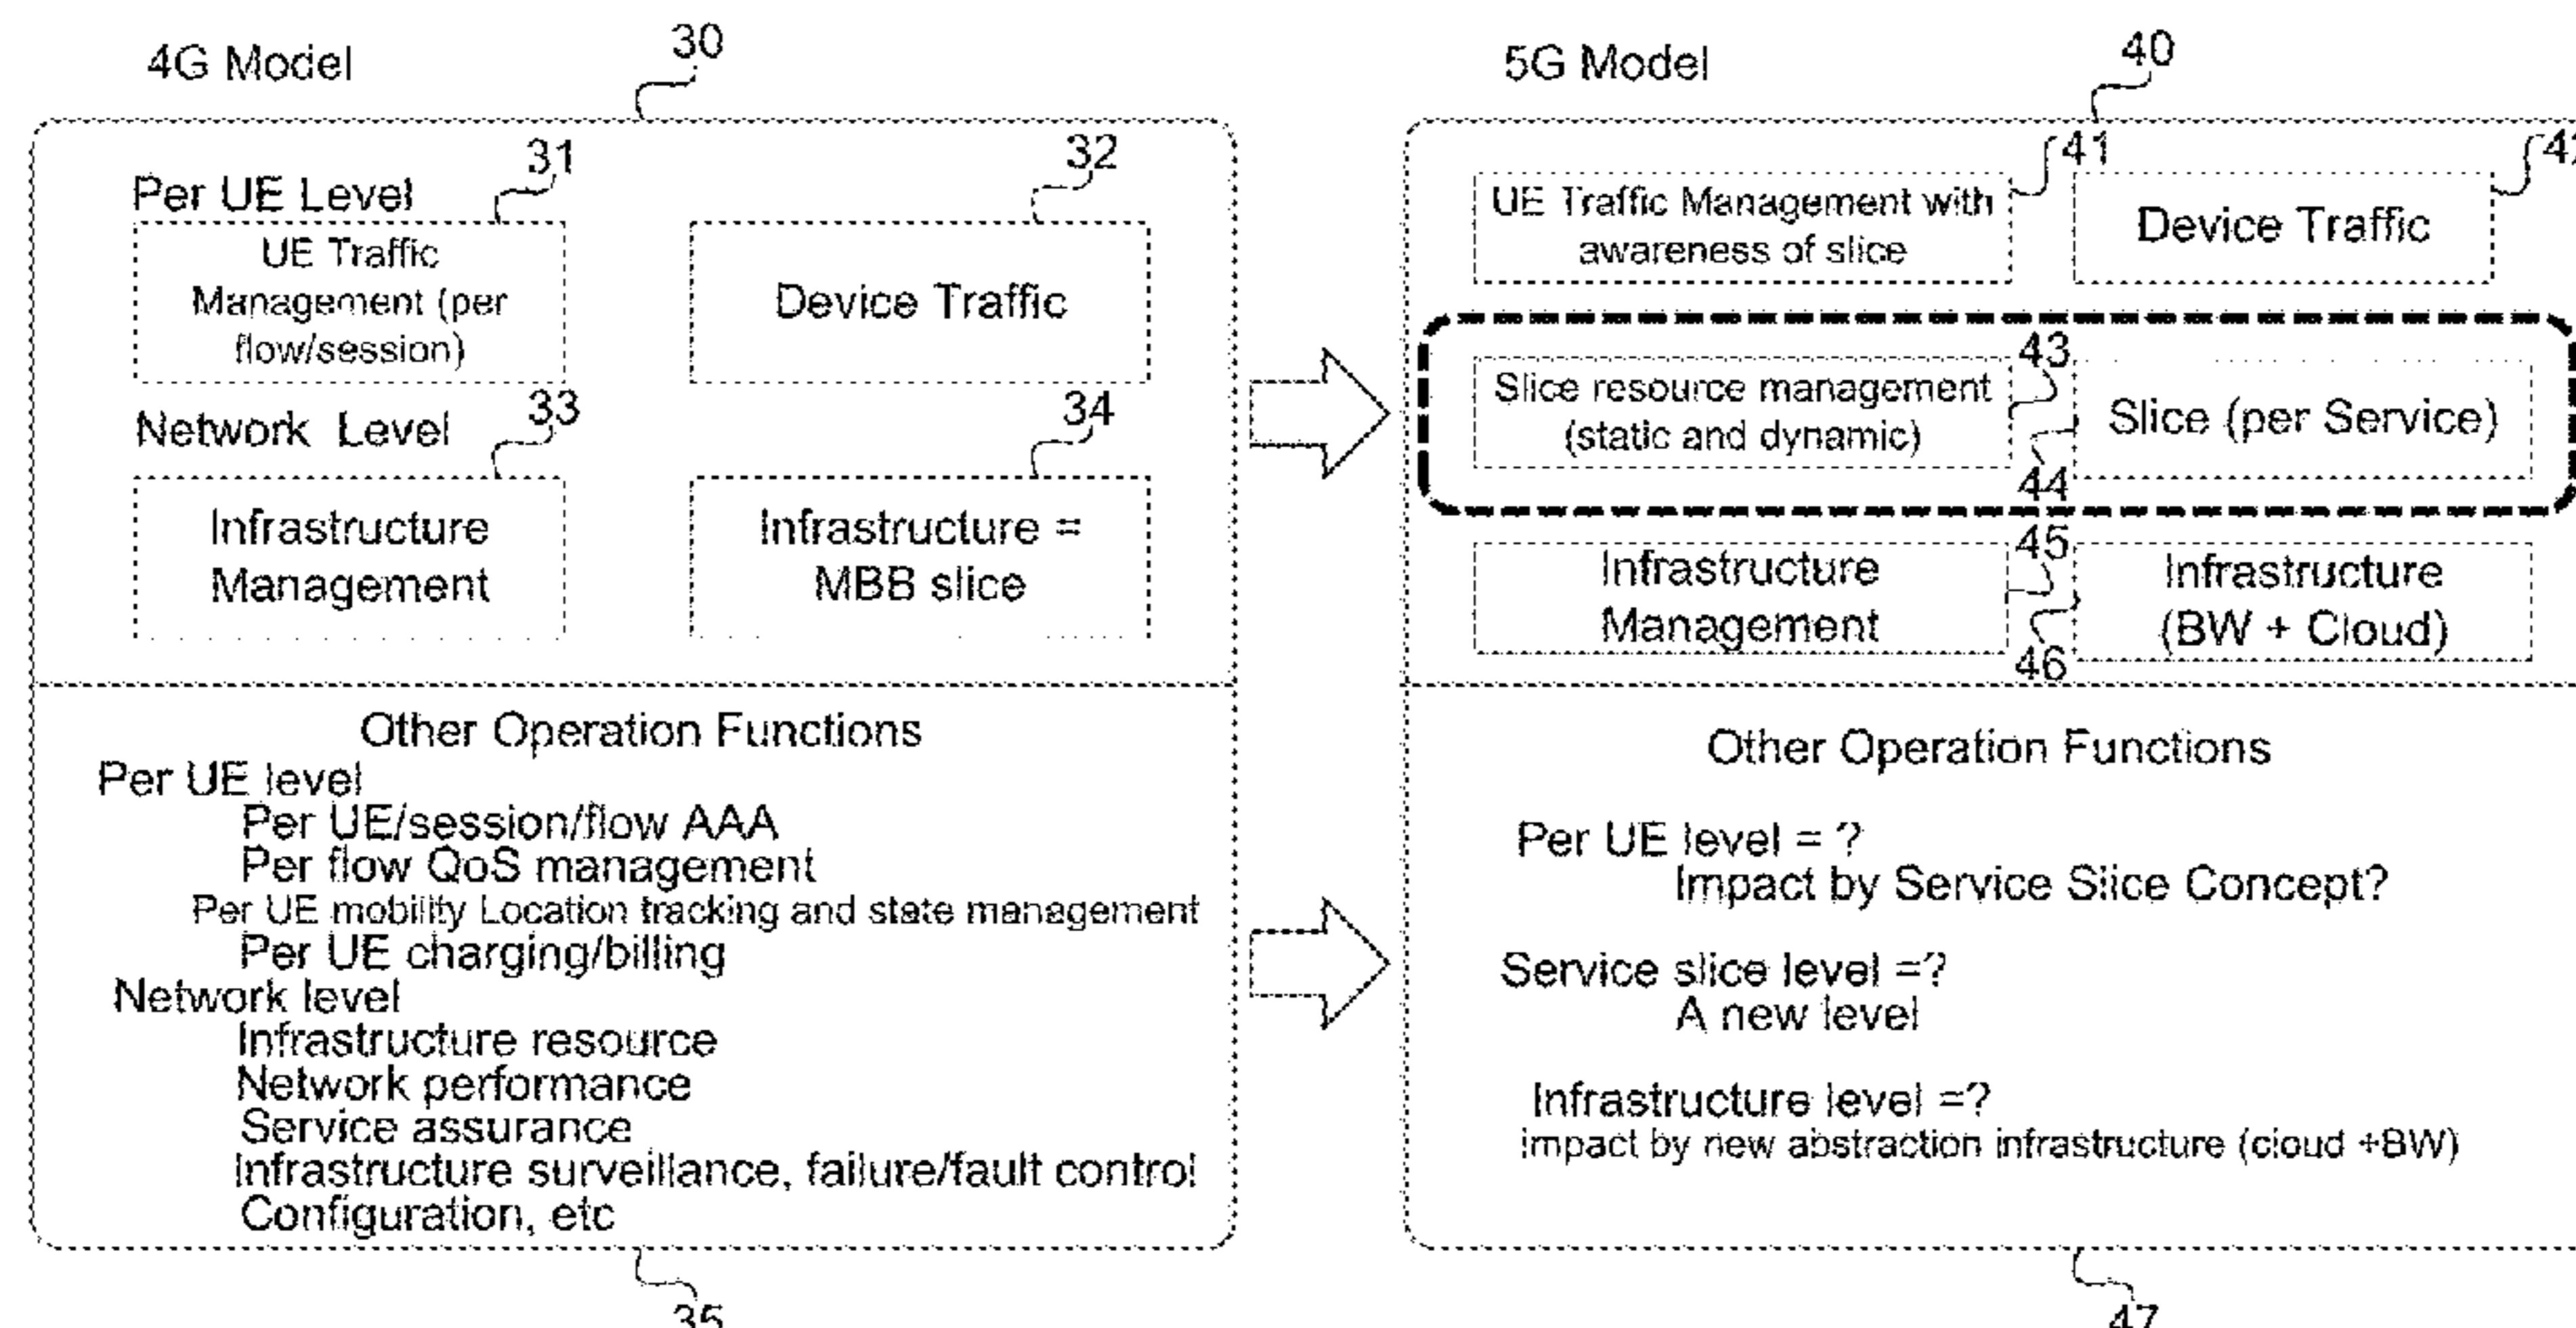 4G Model
30
Per UE Level
31
32
UE Traffic
Management (per
flow/session)
Device Traffic
Network Level
33
34
Infrastructure
Management
Infrastructure =
MBB slice
Other Operation Functions
Per UE level
Per UE/session/flow AAA
Per flow QoS management
Per UE mobility Location tracking and state management
Per UE charging/billing
Network level
Infrastructure resource
Network performance
Service assurance
Infrastructure surveillance, failure/fault control
Configuration, etc
35
5G Model
40
41
UE Traffic Management with
awareness of slice
Device Traffic
43
Slice resource management
(static and dynamic)
Slice (per Service)
44
45
Infrastructure
Management
Infrastructure
(BW + Cloud)
46
Other Operation Functions
Per UE level = ?
Impact by Service Slice Concept?
Service slice level =?
A new level
Infrastructure level =?
impact by new abstraction infrastructure (cloud +BW)
47